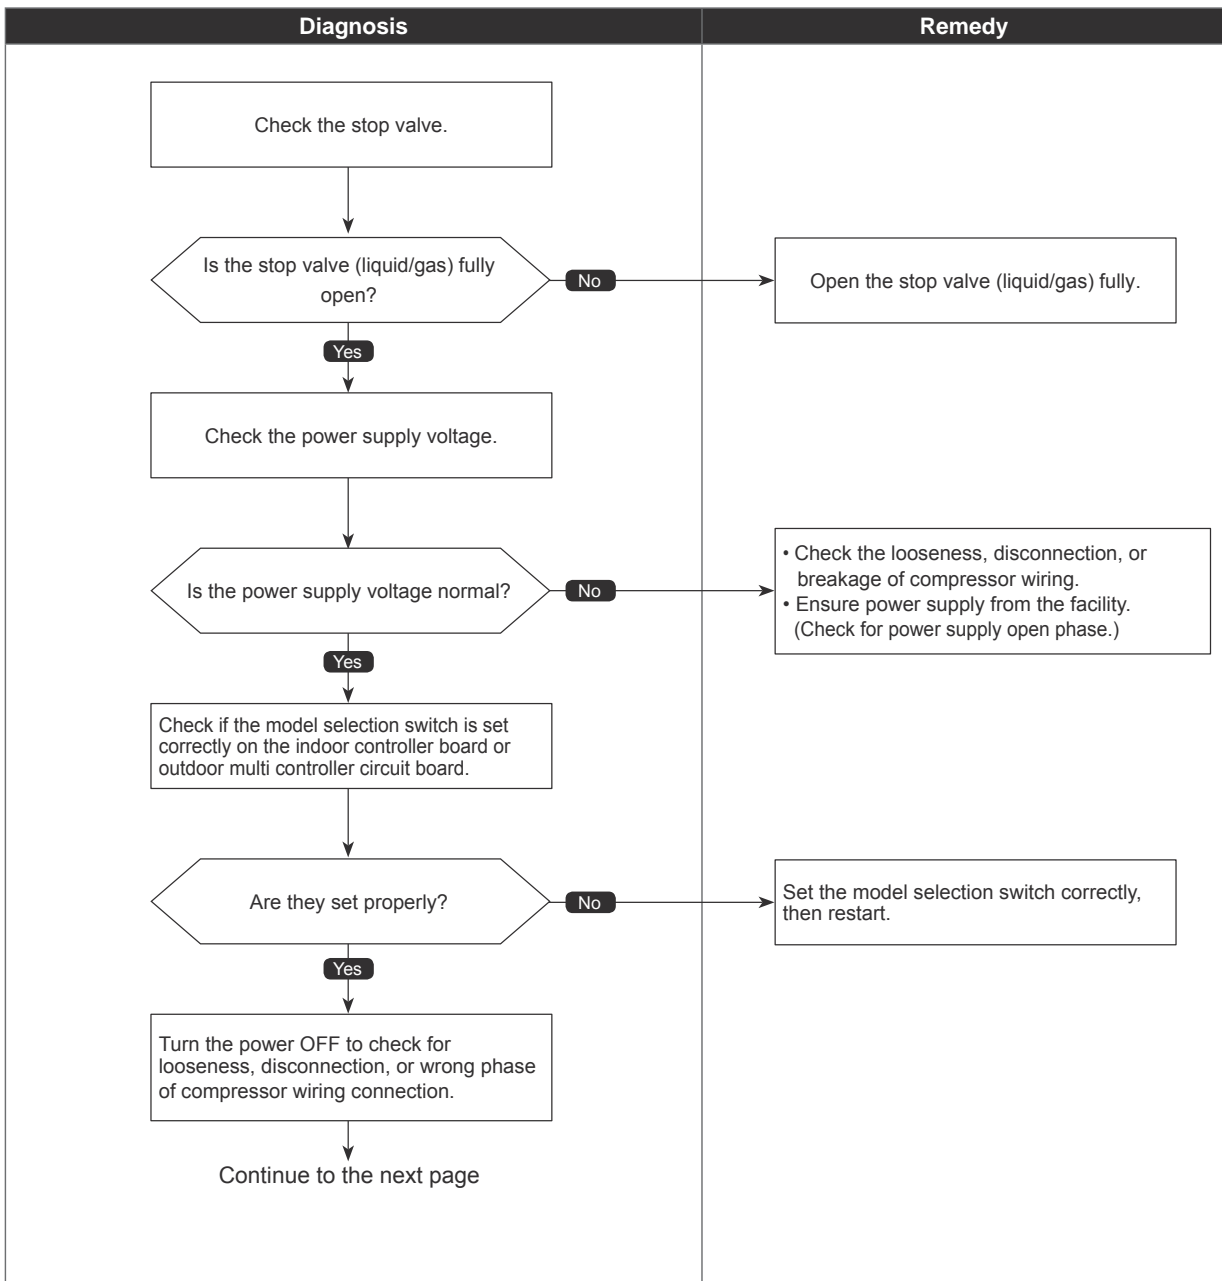 Diagnosis
Remedy
Check the stop valve.
Is the stop valve (liquid/gas) fully
open?
No
Open the stop valve (liquid/gas) fully.
Yes
Check the power supply voltage.
Is the power supply voltage normal?
No
• Check the looseness, disconnection, or
breakage of compressor wiring.
• Ensure power supply from the facility.
(Check for power supply open phase.)
Yes
Check if the model selection switch is set
correctly on the indoor controller board or
outdoor multi controller circuit board.
Are they set properly?
No
Set the model selection switch correctly,
then restart.
Yes
Turn the power OFF to check for
looseness, disconnection, or wrong phase
of compressor wiring connection.
Continue to the next page